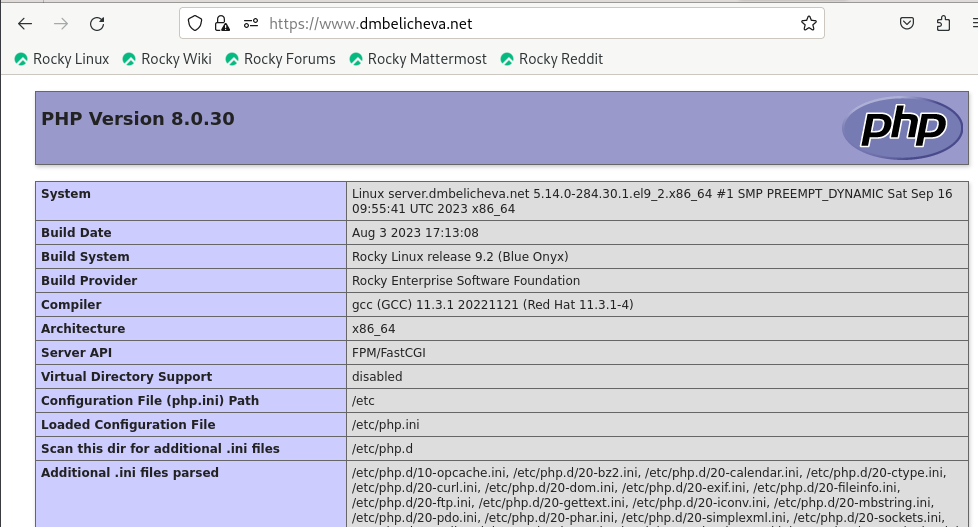 https://www.dmbelicheva.net
Rocky Linux Rocky Wiki Rocky Forums Rocky Mattermost Rocky Reddit
PHP Version 8.0.30
php
System Linux server.dmbelicheva.net 5.14.0-284.30.1.el9_2.x86_64 #1 SMP PREEMPT_DYNAMIC Sat Sep 16
09:55:41 UTC 2023 x86_64
Build Date Aug 3 2023 17:13:08
Build System Rocky Linux release 9.2 (Blue Onyx)
Build Provider Rocky Enterprise Software Foundation
Compiler gcc (GCC) 11.3.1 20221121 (Red Hat 11.3.1-4)
Architecture x86_64
Server API FPM/FastCGI
Virtual Directory Support disabled
Configuration File (php.ini) Path /etc
Loaded Configuration File /etc/php.ini
Scan this dir for additional .ini files /etc/php.d
Additional .ini files parsed /etc/php.d/10-opcache.ini, /etc/php.d/20-bz2.ini, /etc/php.d/20-calendar.ini, /etc/php.d/20-ctype.ini,
/etc/php.d/20-curl.ini, /etc/php.d/20-dom.ini, /etc/php.d/20-exif.ini, /etc/php.d/20-fileinfo.ini,
/etc/php.d/20-ftp.ini, /etc/php.d/20-gettext.ini, /etc/php.d/20-iconv.ini, /etc/php.d/20-mbstring.ini,
/etc/php.d/20-pdo.ini, /etc/php.d/20-phar.ini, /etc/php.d/20-simplexml.ini, /etc/php.d/20-sockets.ini,